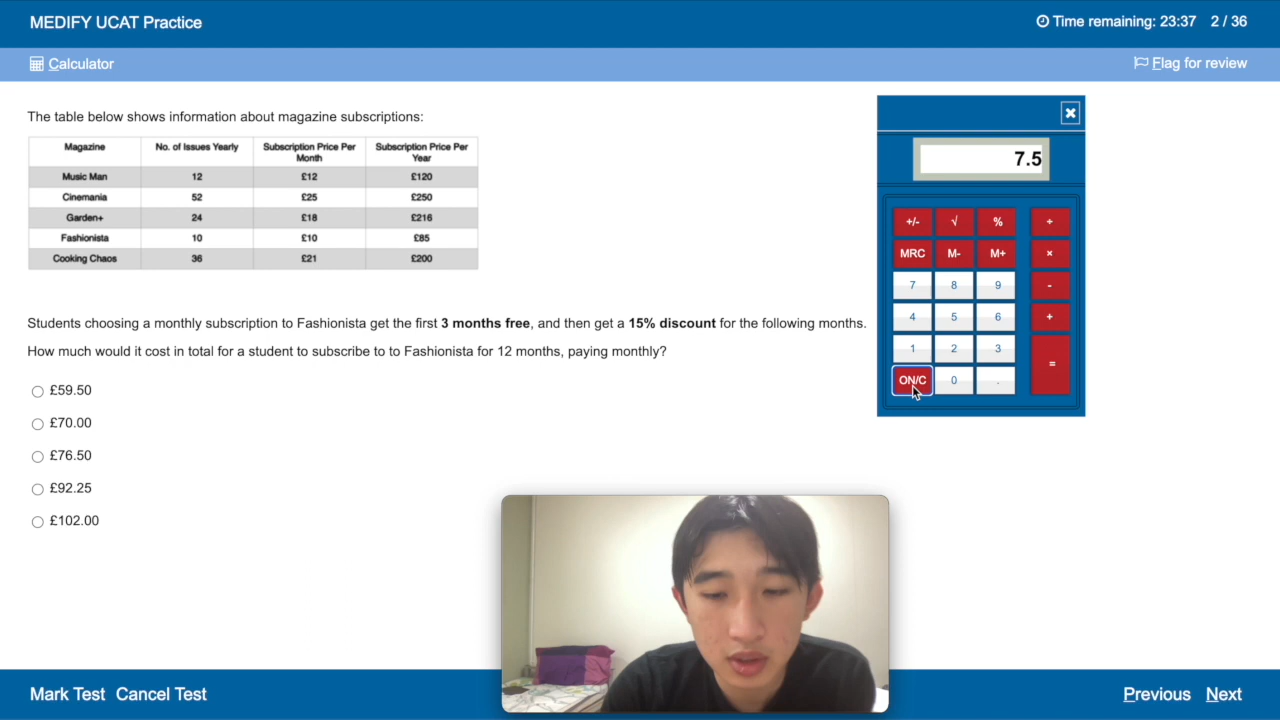 MEDIFY UCAT Practice
Time remaining: 23:37 2 / 36
Calculator
Flag for review
The table below shows information about magazine subscriptions:
Magazine No. of Issues Yearly Subscription Price Per Month Subscription Price Per Year
Music Man 12 £12 £120
Cinemania 52 £25 £250
Garden+ 24 £18 £216
Fashionista 10 £10 £85
Cooking Chaos 36 £21 £200
Students choosing a monthly subscription to Fashionista get the first 3 months free, and then get a 15% discount for the following months.
How much would it cost in total for a student to subscribe to to Fashionista for 12 months, paying monthly?
£59.50
£70.00
£76.50
£92.25
£102.00
7.5
+/- √ % ÷
MRC M- M+ ×
7 8 9 -
4 5 6 +
1 2 3 =
ON/C 0 .
Mark Test Cancel Test
Previous Next